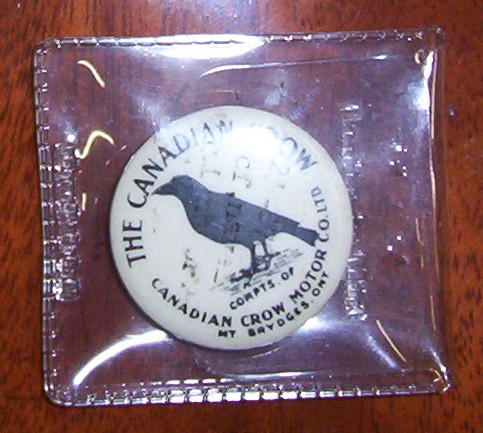 THE CANADIAN CROW
COMPTS. OF
CANADIAN CROW MOTOR CO. LTD.
MT BRYDGES. ONT